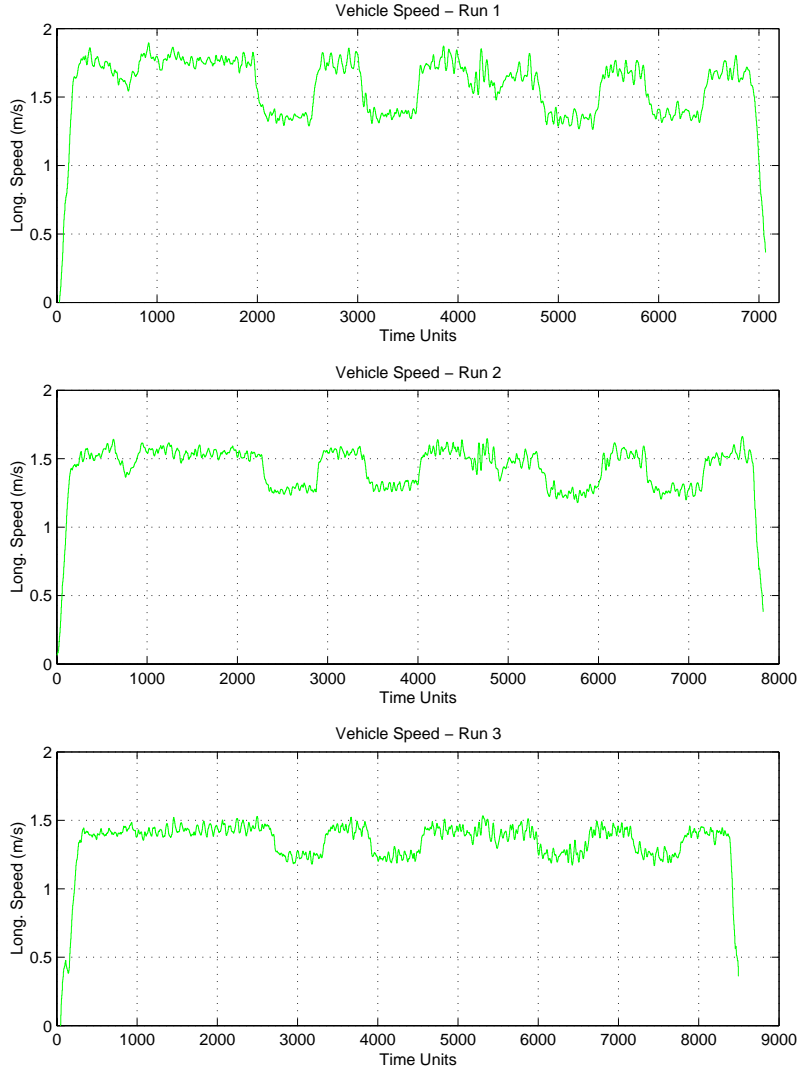 Vehicle Speed – Run 1
2
1.5
1
0.5
0
Long. Speed (m/s)
0 1000 2000 3000 4000 5000 6000 7000
Time Units
Vehicle Speed – Run 2
2
1.5
1
0.5
0
Long. Speed (m/s)
0 1000 2000 3000 4000 5000 6000 7000 8000
Time Units
Vehicle Speed – Run 3
2
1.5
1
0.5
0
Long. Speed (m/s)
0 1000 2000 3000 4000 5000 6000 7000 8000 9000
Time Units